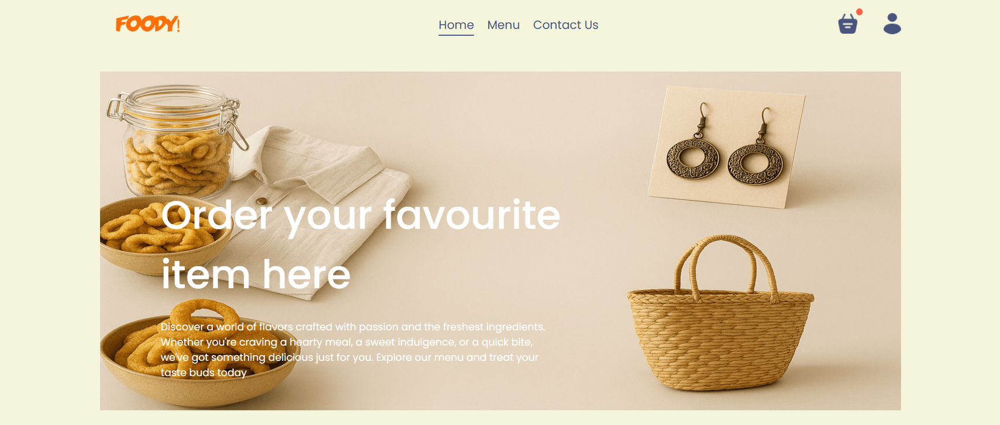 FOODY!
Home Menu Contact Us
Order your favourite
item here
Discover a world of flavors crafted with passion and the freshest ingredients.
Whether you're craving a hearty meal, a sweet indulgence, or a quick bite,
we've got something delicious just for you. Explore our menu and treat your
taste buds today